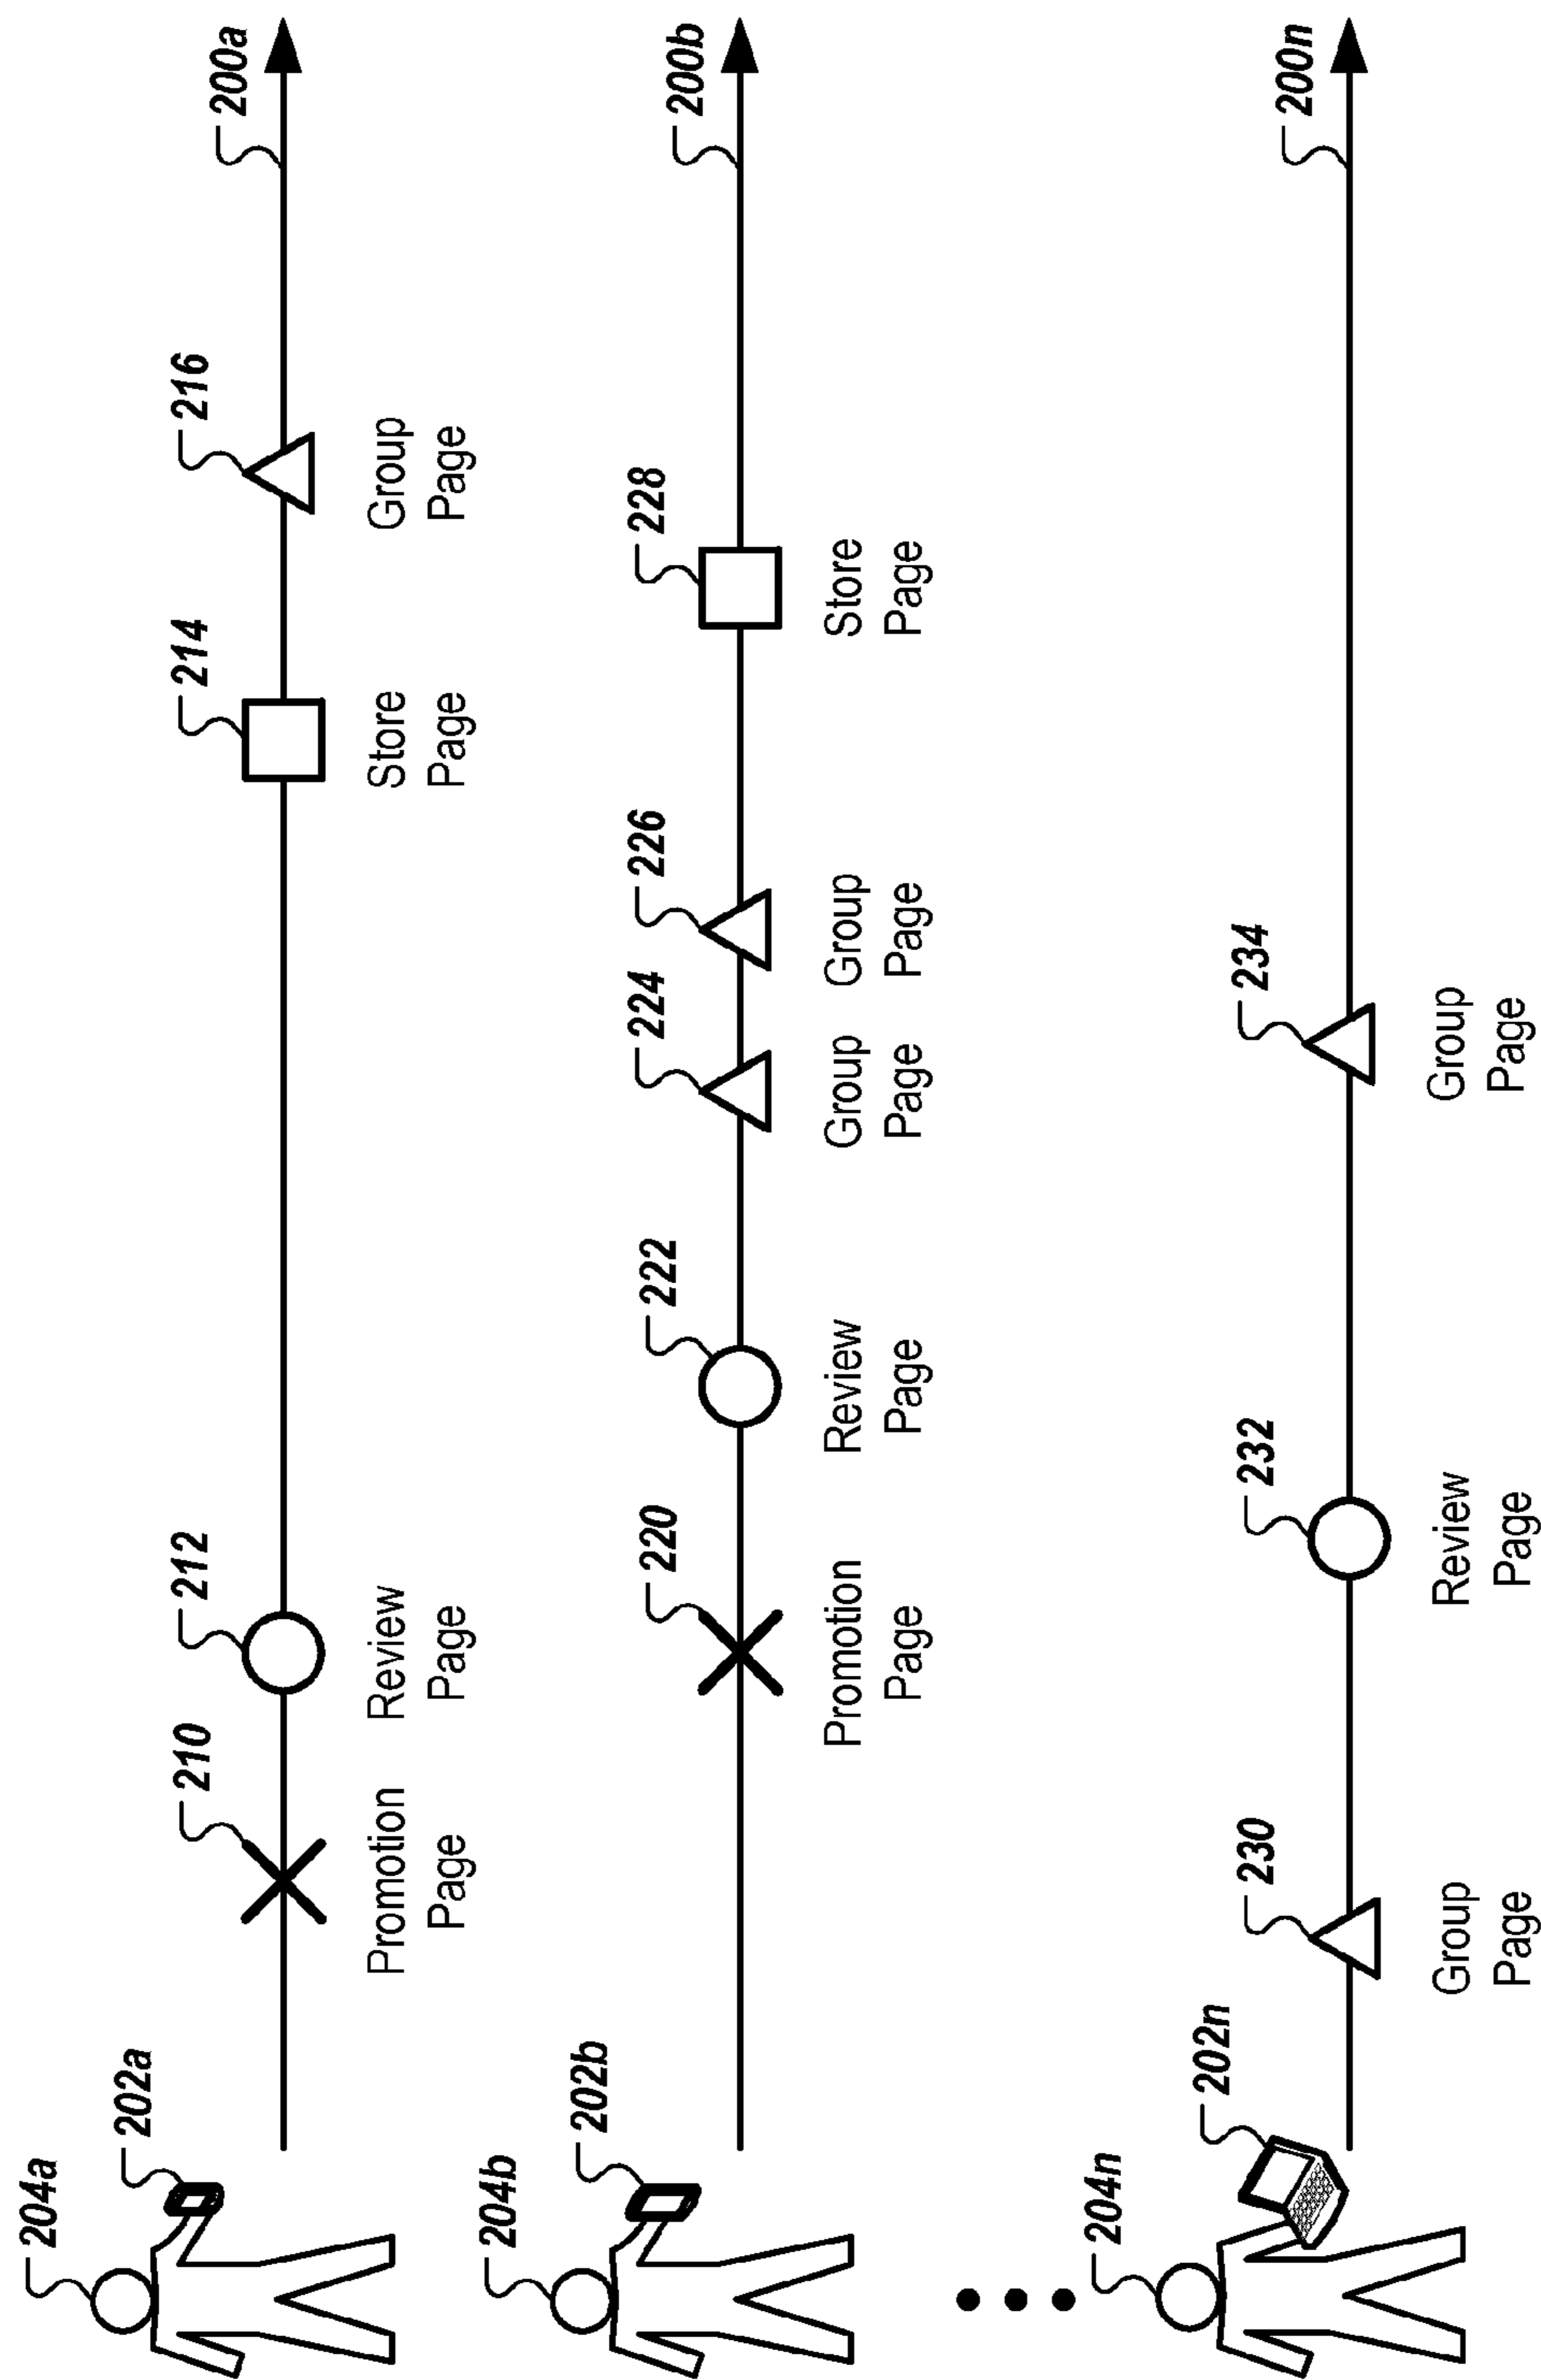 204a
202a
210
212
214
216
200a
Promotion
Page
Review
Page
Store
Page
Group
Page
204b
202b
220
222
224
226
228
200b
Promotion
Page
Review
Page
Group
Page
Group
Page
Store
Page
204n
202n
230
232
234
200n
Group
Page
Review
Page
Group
Page